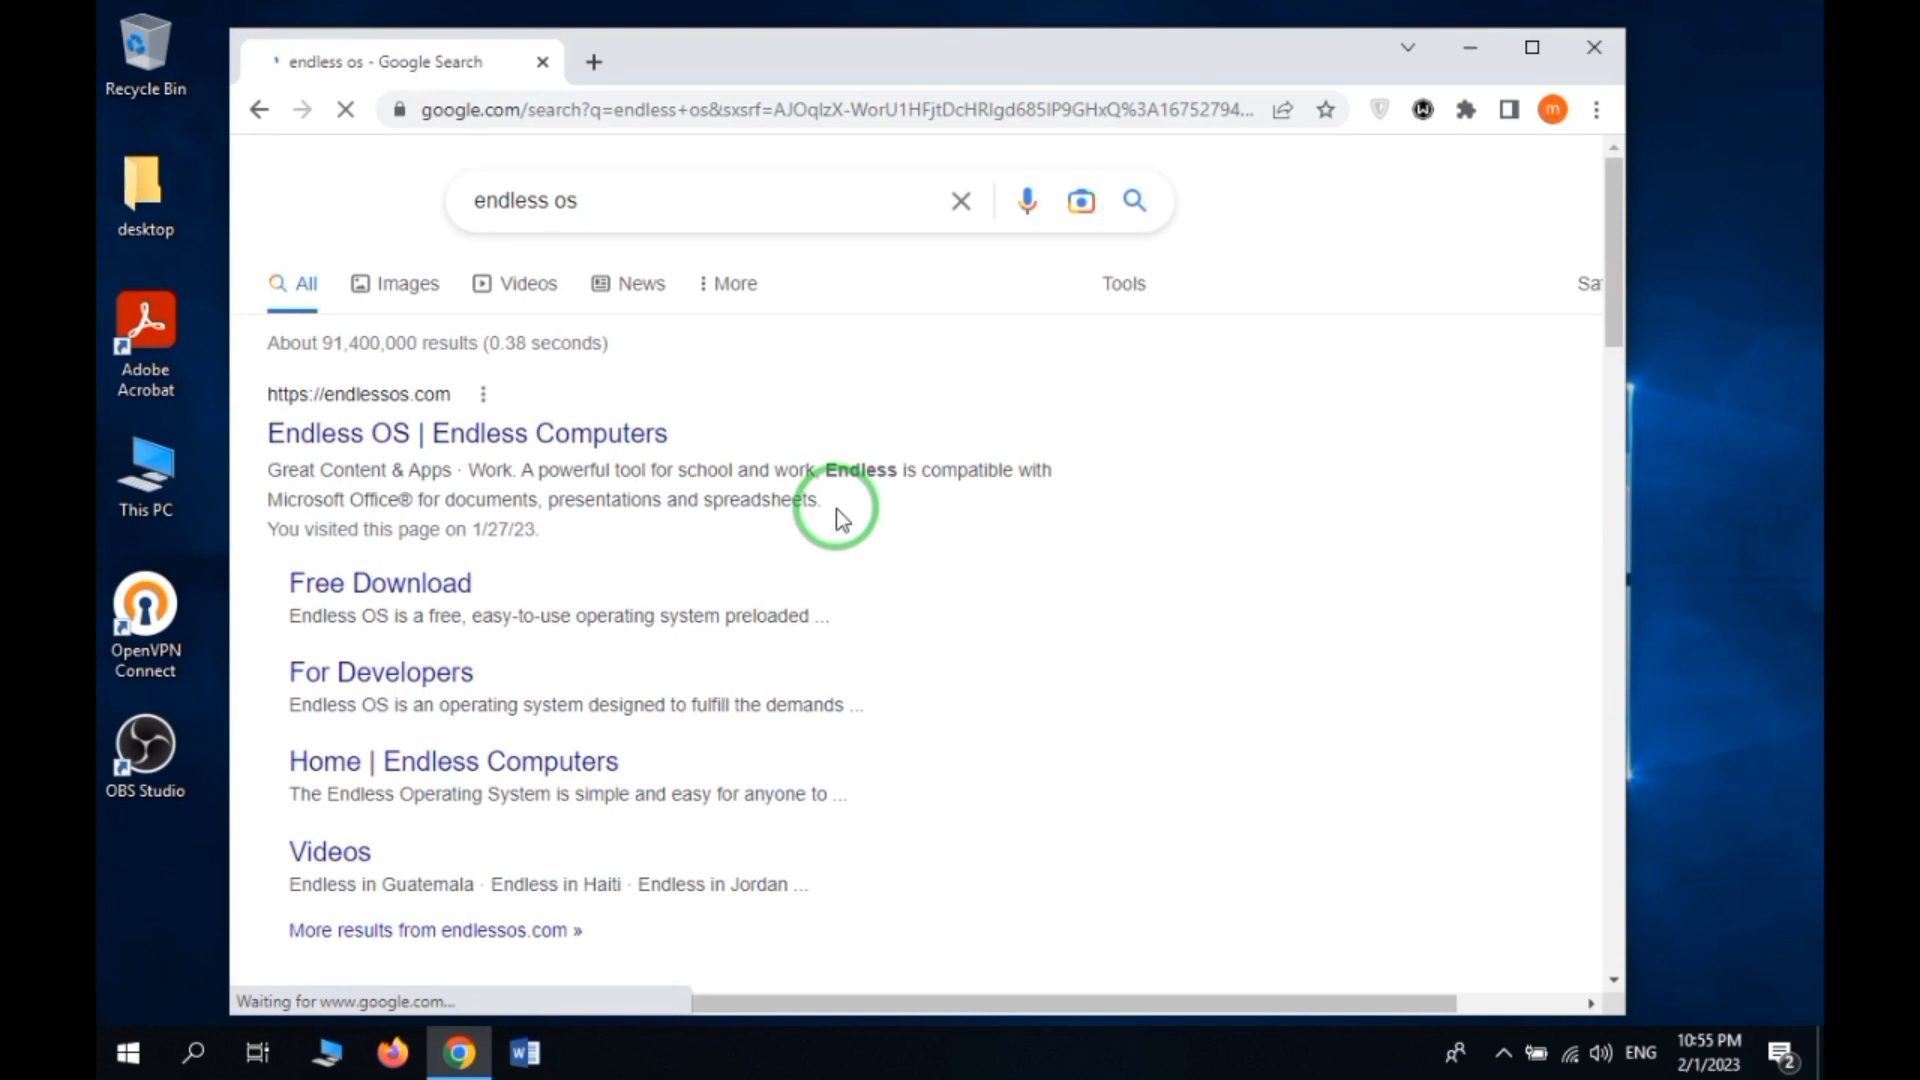 Recycle Bin
desktop
Adobe
Acrobat
This PC
OpenVPN
Connect
OBS Studio
endless os - Google Search
google.com/search?q=endless+os&sxsrf=AJOqlzX-WorU1HFjtDcHRIgd685IP9GHxQ%3A16752794...
m
endless os
All
Images
Videos
News
More
Tools
Sa
About 91,400,000 results (0.38 seconds)
https://endlessos.com
Endless OS | Endless Computers
Great Content & Apps · Work. A powerful tool for school and work, Endless is compatible with
Microsoft Office® for documents, presentations and spreadsheets.
You visited this page on 1/27/23.
Free Download
Endless OS is a free, easy-to-use operating system preloaded ...
For Developers
Endless OS is an operating system designed to fulfill the demands ...
Home | Endless Computers
The Endless Operating System is simple and easy for anyone to ...
Videos
Endless in Guatemala · Endless in Haiti · Endless in Jordan ...
More results from endlessos.com »
Waiting for www.google.com...
ENG
10:55 PM
2/1/2023
2